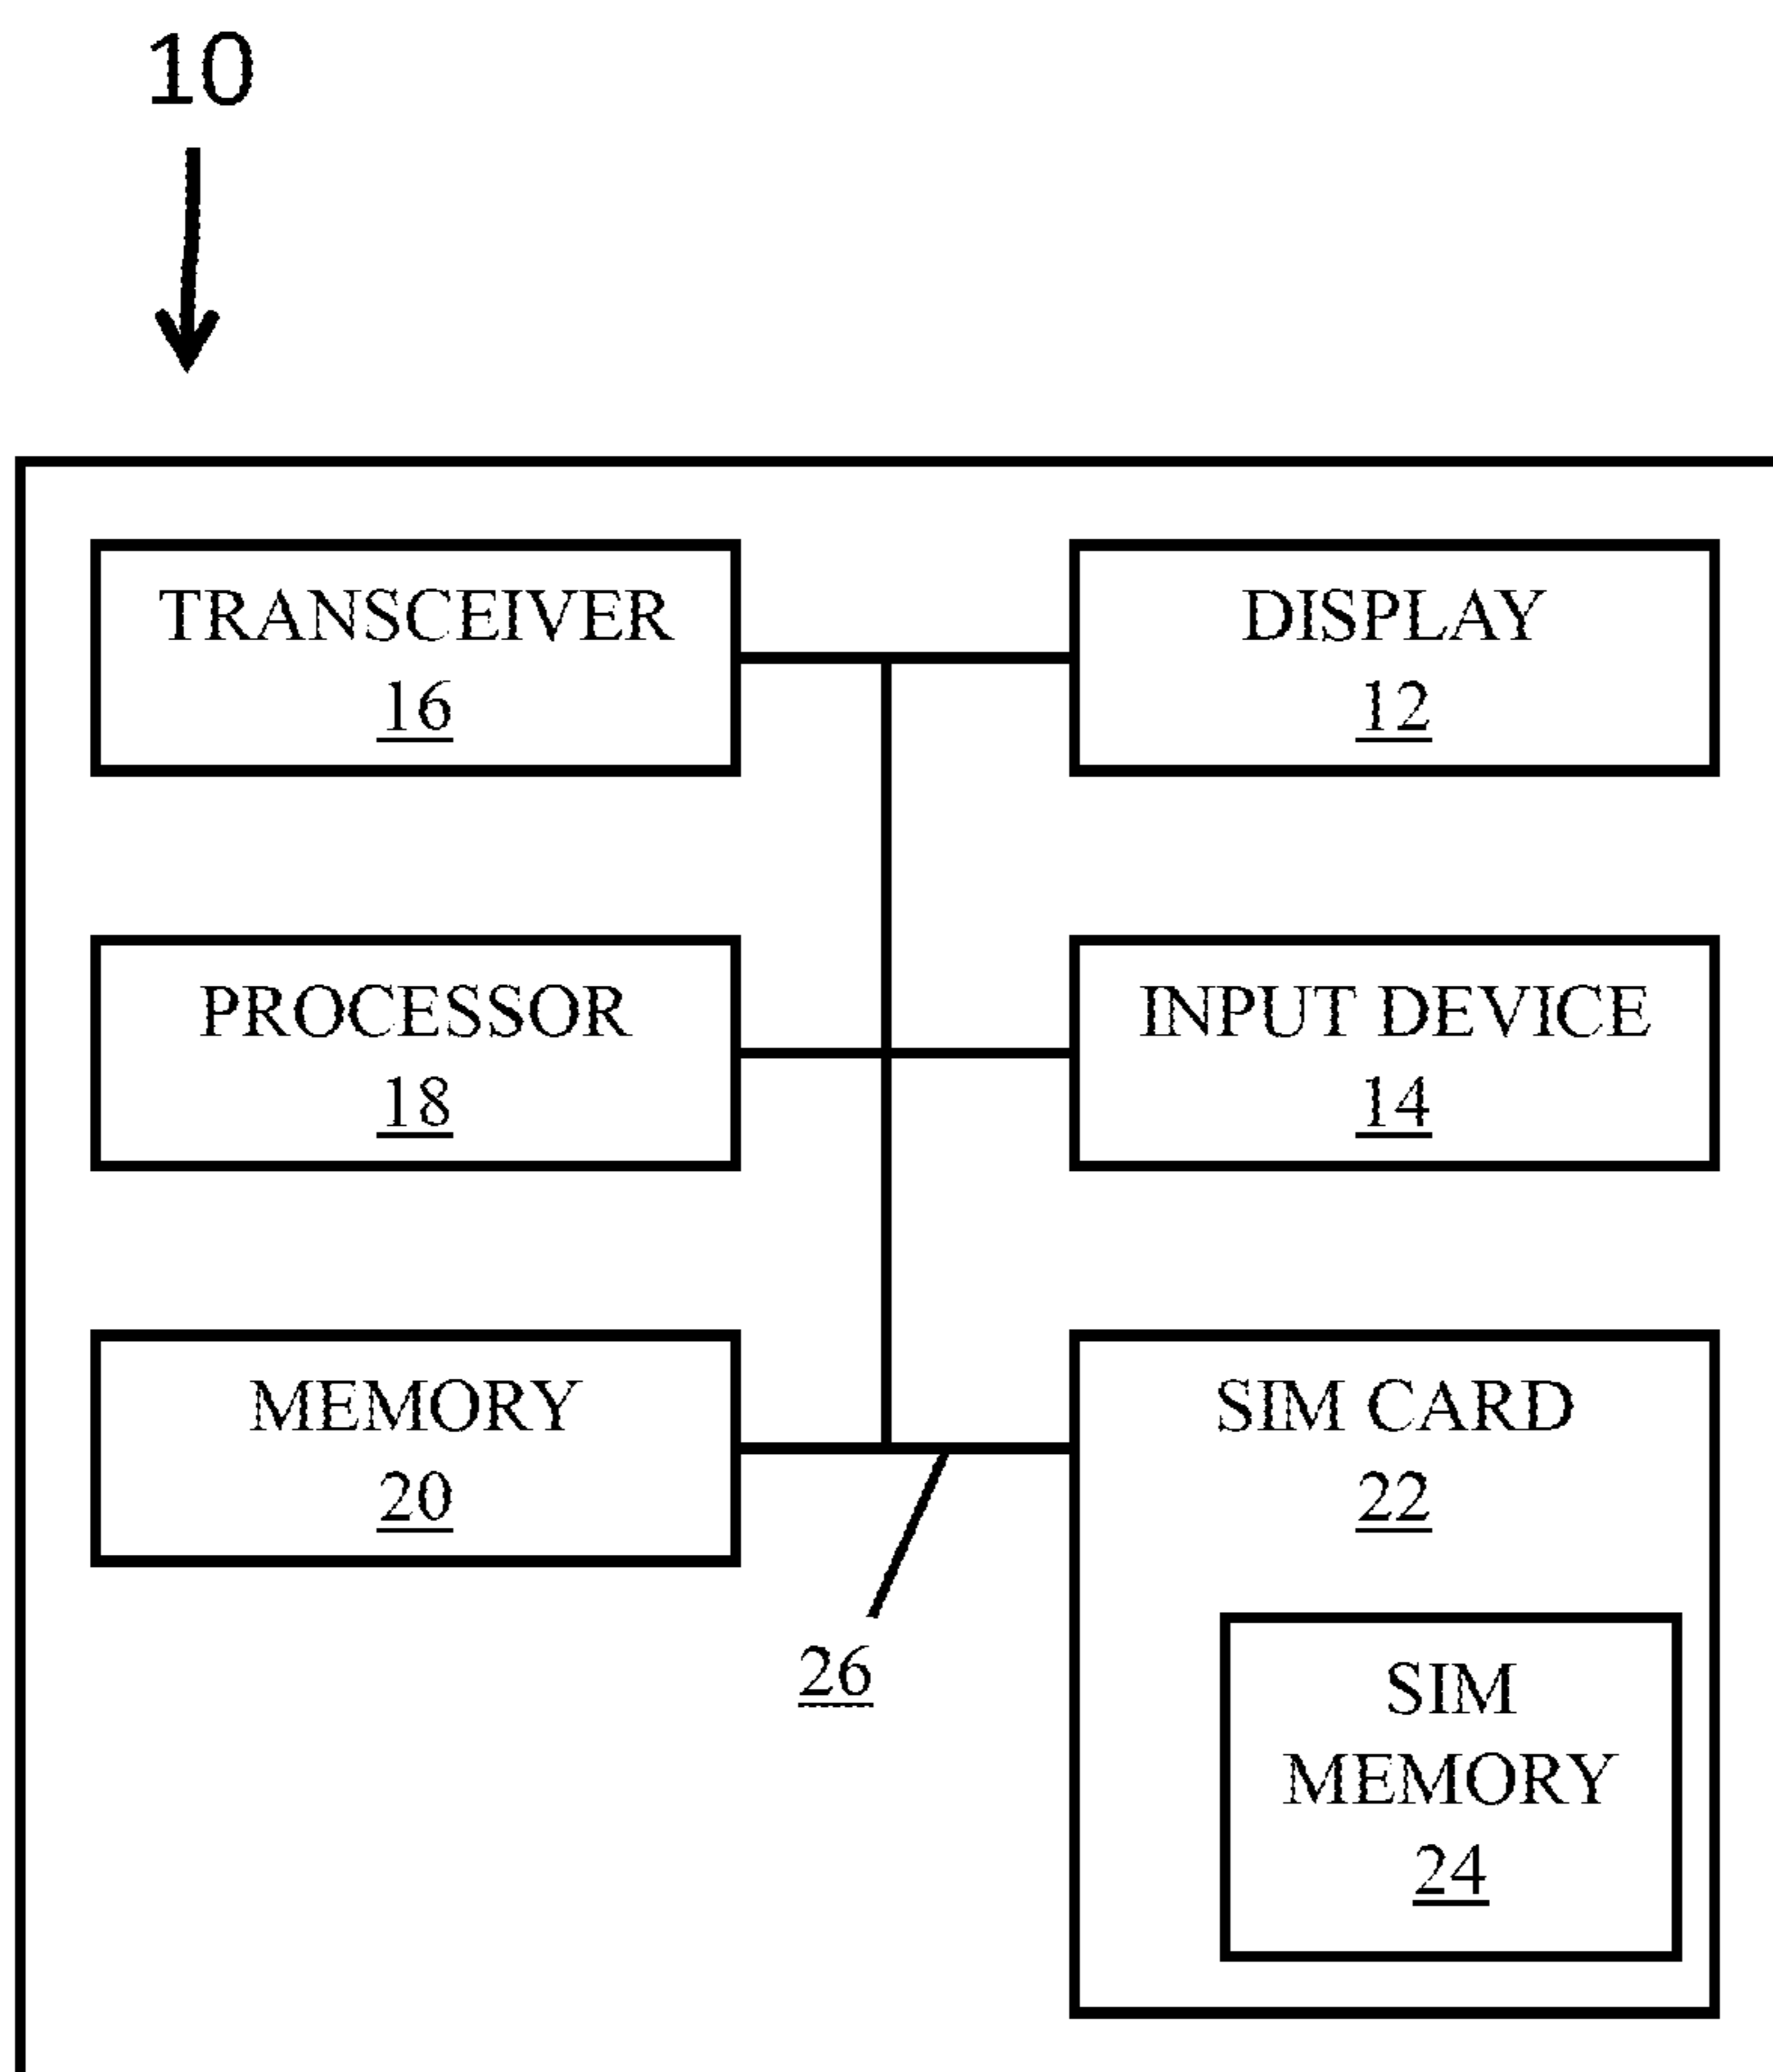 10
TRANSCEIVER
16
DISPLAY
12
PROCESSOR
18
INPUT DEVICE
14
MEMORY
20
SIM CARD
22
26
SIM
MEMORY
24